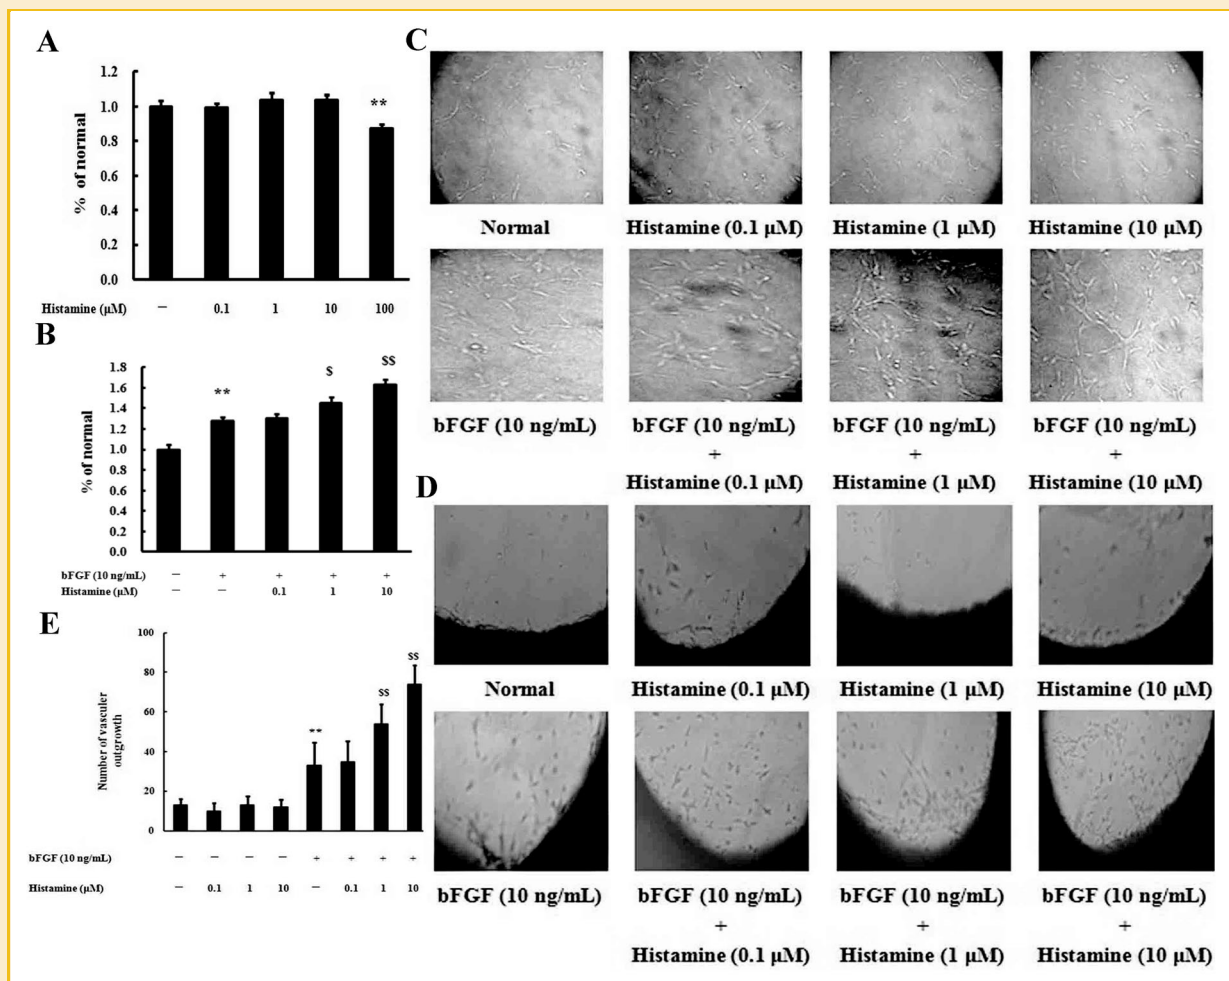 A
1.2
1.0
0.8
0.6
0.4
0.2
0.0
% of normal
**
Histamine (μM) — 0.1 1 10 100
B
1.8
1.6
1.4
1.2
1.0
0.8
0.6
0.4
0.2
0.0
% of normal
** $ $$
bFGF (10 ng/mL) — + + + +
Histamine (μM) — — 0.1 1 10
E
100
80
60
40
20
0
Number of vasculer
outgrowth
** $$ $$
bFGF (10 ng/mL) — — — — + + + +
Histamine (μM) — 0.1 1 10 — 0.1 1 10
C
Normal Histamine (0.1 μM) Histamine (1 μM) Histamine (10 μM)
bFGF (10 ng/mL) bFGF (10 ng/mL) bFGF (10 ng/mL) bFGF (10 ng/mL)
+ + +
Histamine (0.1 μM) Histamine (1 μM) Histamine (10 μM)
D
Normal Histamine (0.1 μM) Histamine (1 μM) Histamine (10 μM)
bFGF (10 ng/mL) bFGF (10 ng/mL) bFGF (10 ng/mL) bFGF (10 ng/mL)
+ + +
Histamine (0.1 μM) Histamine (1 μM) Histamine (10 μM)